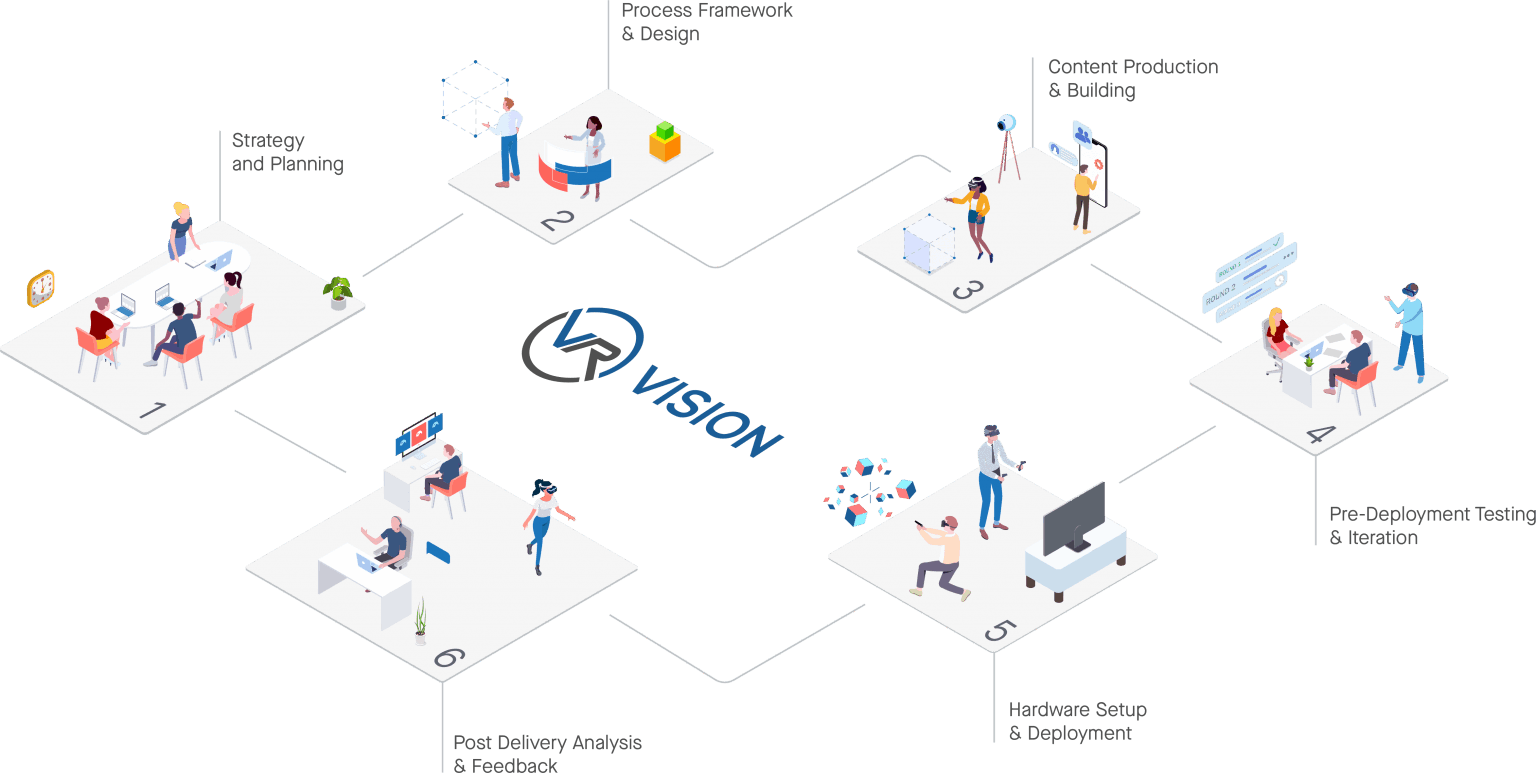 Process Framework
& Design
Content Production
& Building
Strategy
and Planning
2
3
ROUND 1
ROUND 2
1
VR VISION
4
Pre-Deployment Testing
& Iteration
5
6
Hardware Setup
& Deployment
Post Delivery Analysis
& Feedback